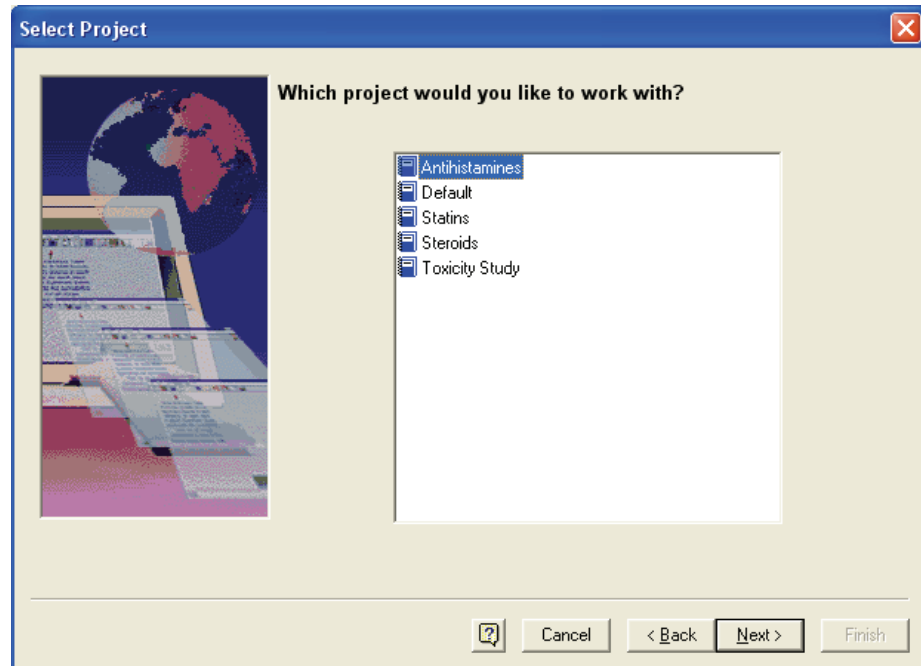 Select Project
Which project would you like to work with?
Antihistamines
Default
Statins
Steroids
Toxicity Study
? Cancel < Back Next > Finish